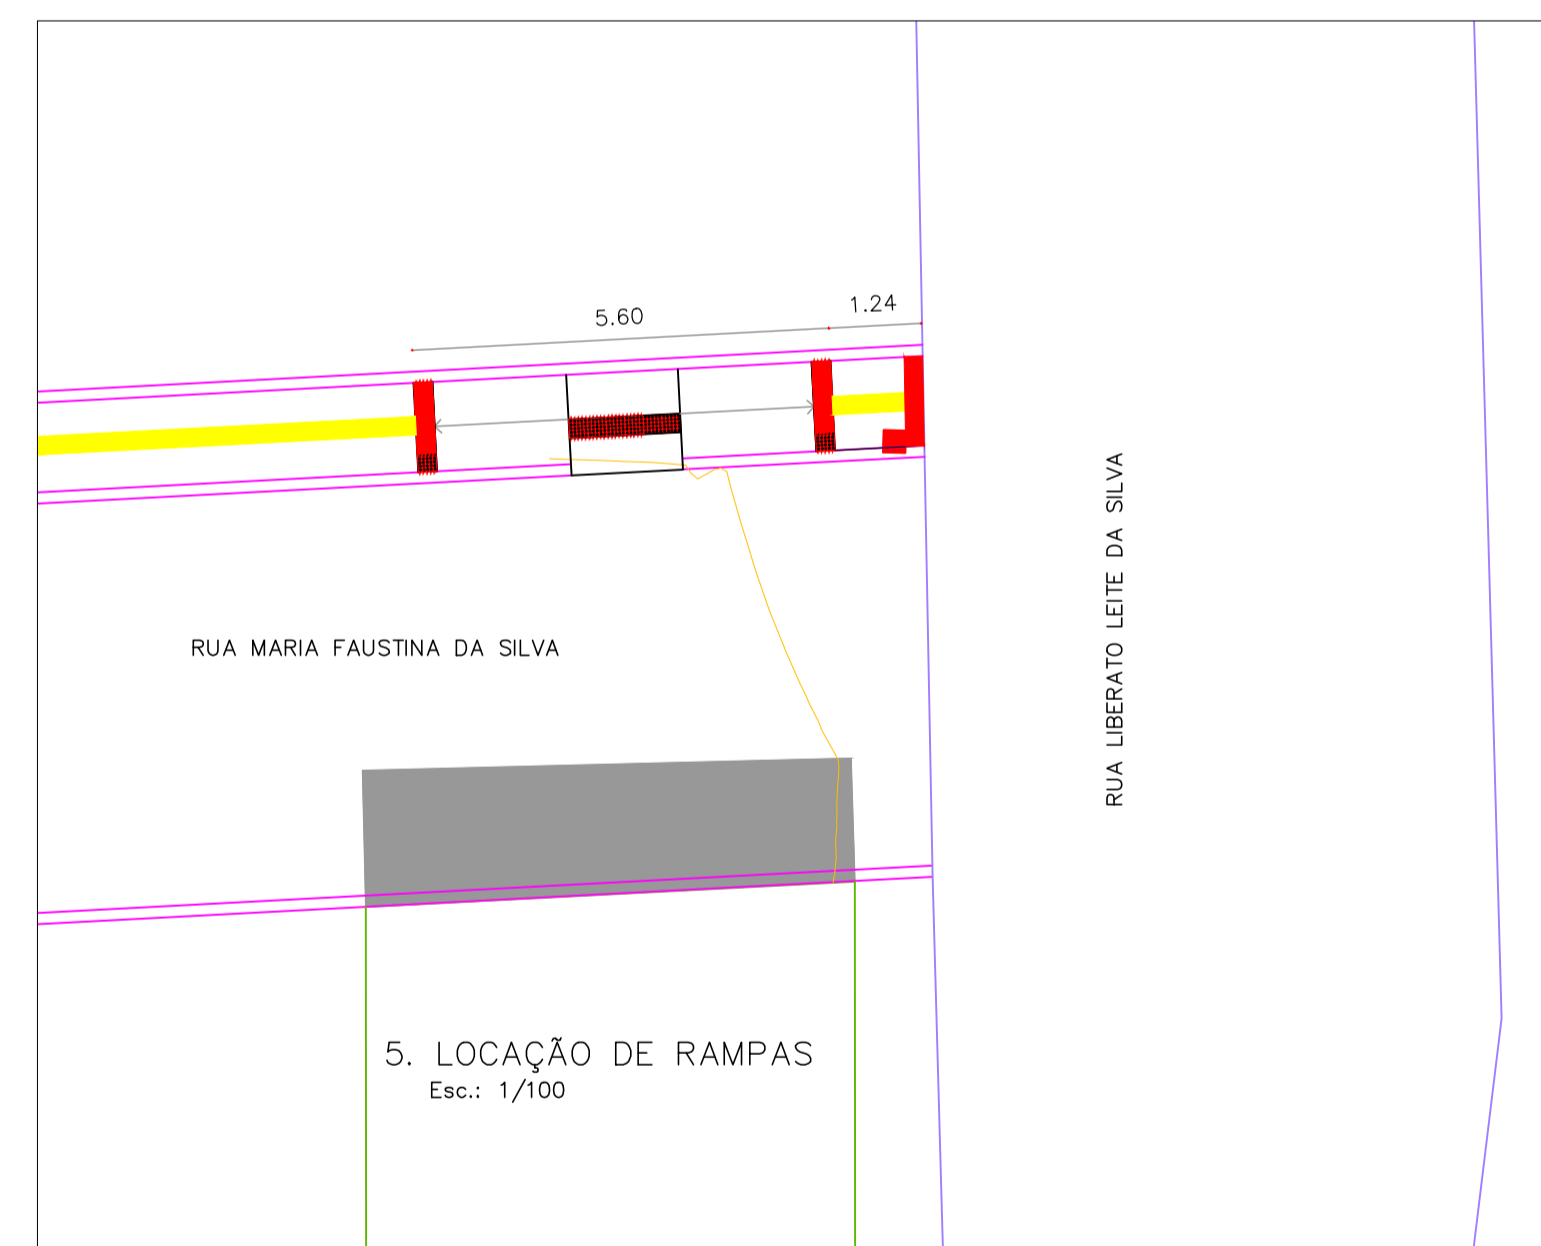 5.60
1.24
RUA LIBERATO LEITE DA SILVA
RUA MARIA FAUSTINA DA SILVA
5. LOCAÇÃO DE RAMPAS
Esc.: 1/100